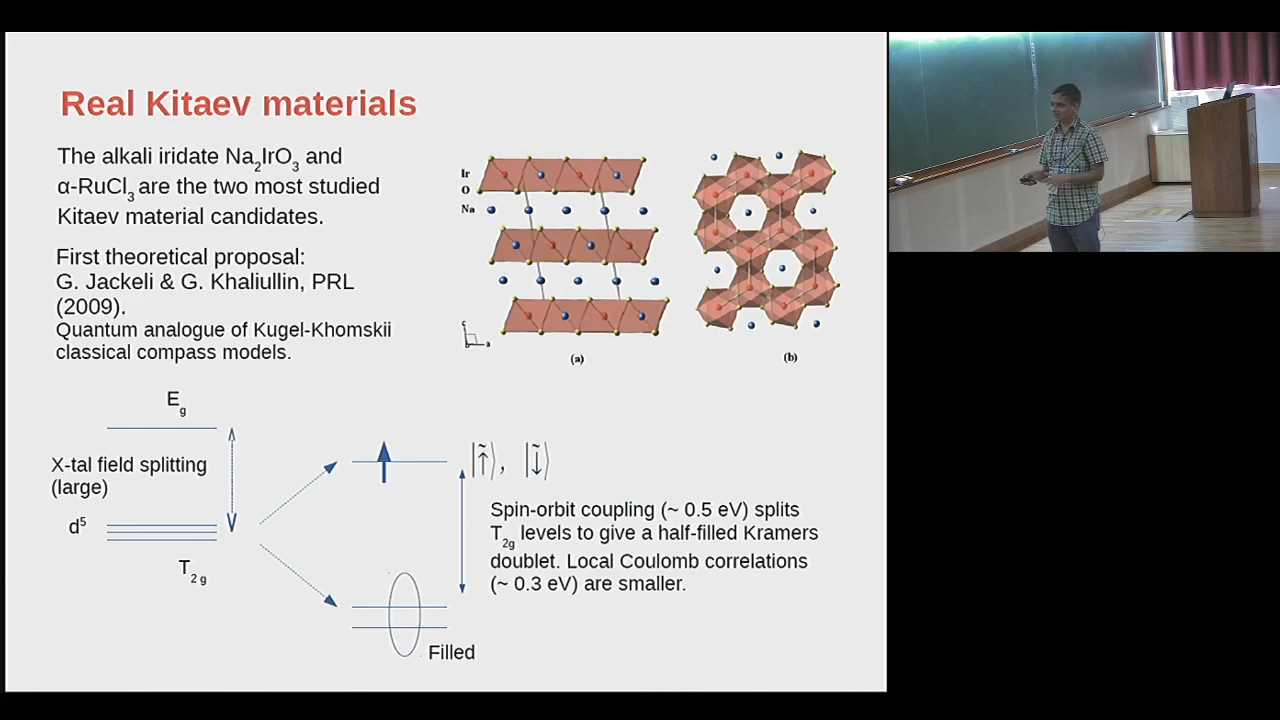 Real Kitaev materials
The alkali iridate Na2IrO3 and
α-RuCl3 are the two most studied
Kitaev material candidates.
First theoretical proposal:
G. Jackeli & G. Khaliullin, PRL
(2009).
Quantum analogue of Kugel-Khomskii
classical compass models.
Ir
O
Na
c
b
a
(a)
(b)
Eg
X-tal field splitting
(large)
d5
T2 g
|↑̃⟩, |↓̃⟩
Spin-orbit coupling (~ 0.5 eV) splits
T2g levels to give a half-filled Kramers
doublet. Local Coulomb correlations
(~ 0.3 eV) are smaller.
Filled